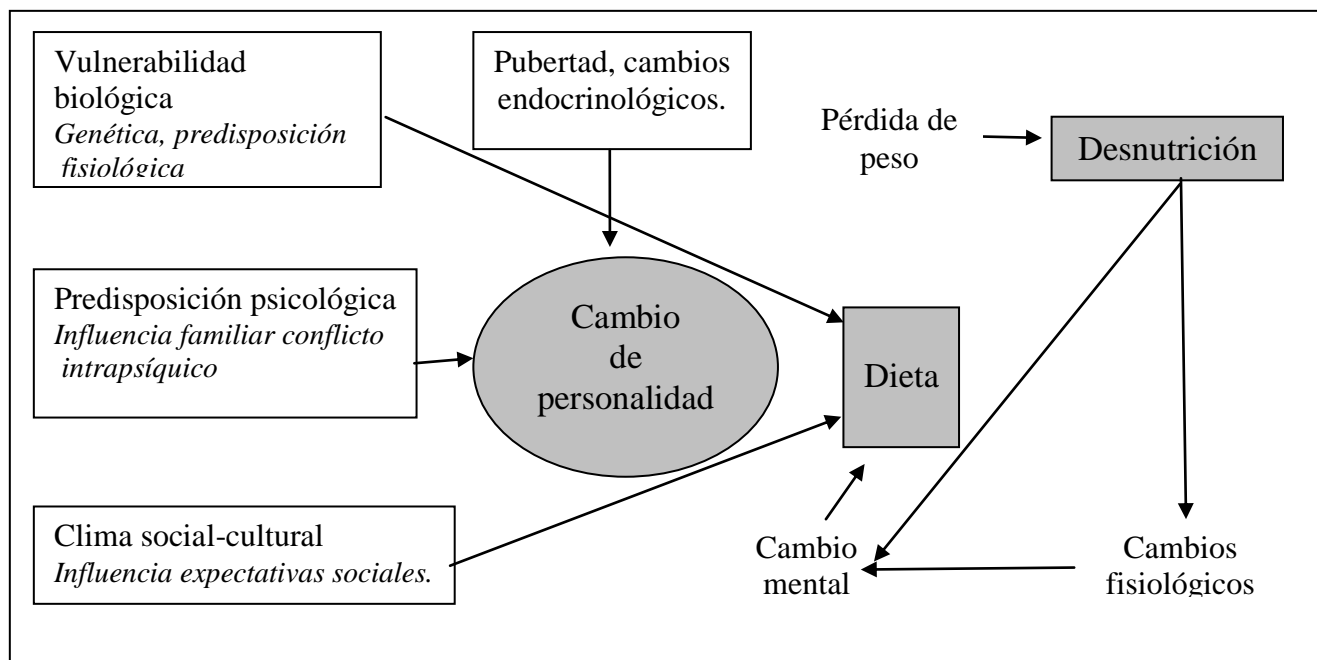 Vulnerabilidad
biológica
Genética, predisposición
fisiológica
Pubertad, cambios
endocrinológicos.
Pérdida de
peso
Desnutrición
Predisposición psicológica
Influencia familiar conflicto
intrapsíquico
Cambio
de
personalidad
Dieta
Clima social-cultural
Influencia expectativas sociales.
Cambio
mental
Cambios
fisiológicos